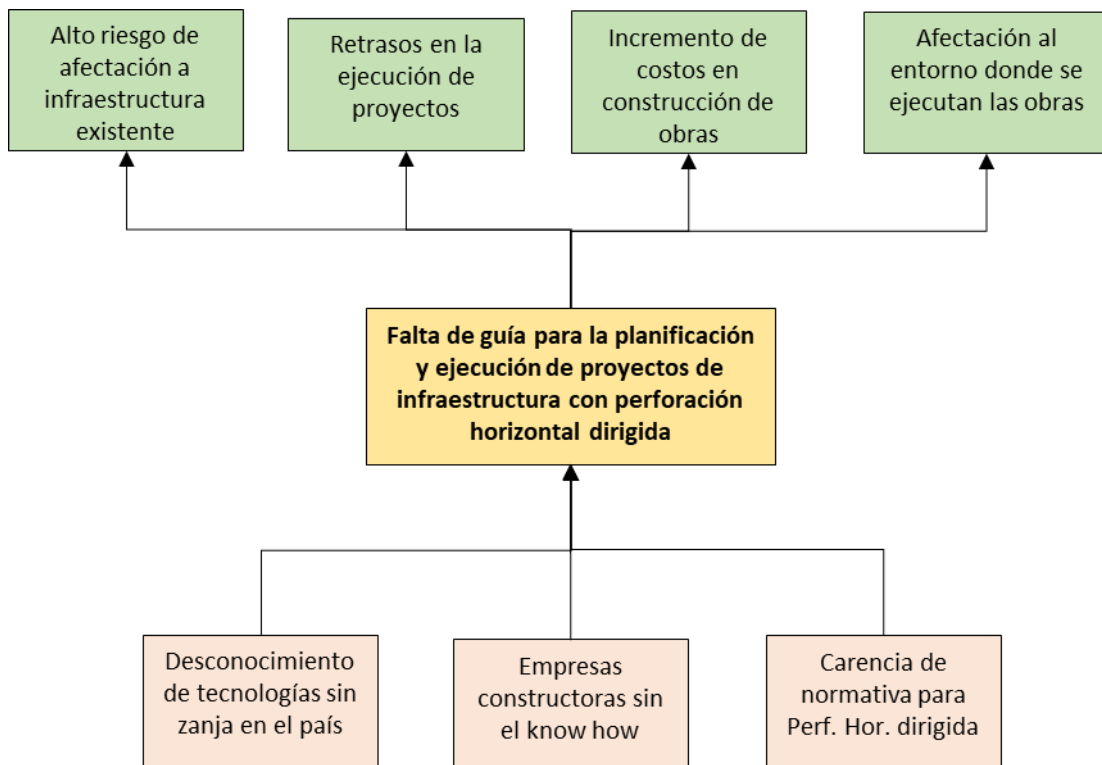 Alto riesgo de
afectación a
infraestructura
existente
Retrasos en la
ejecución de
proyectos
Incremento de
costos en
construcción de
obras
Afectación al
entorno donde se
ejecutan las obras
Falta de guía para la planificación
y ejecución de proyectos de
infraestructura con perforación
horizontal dirigida
Desconocimiento
de tecnologías sin
zanja en el país
Empresas
constructoras sin
el know how
Carencia de
normativa para
Perf. Hor. dirigida